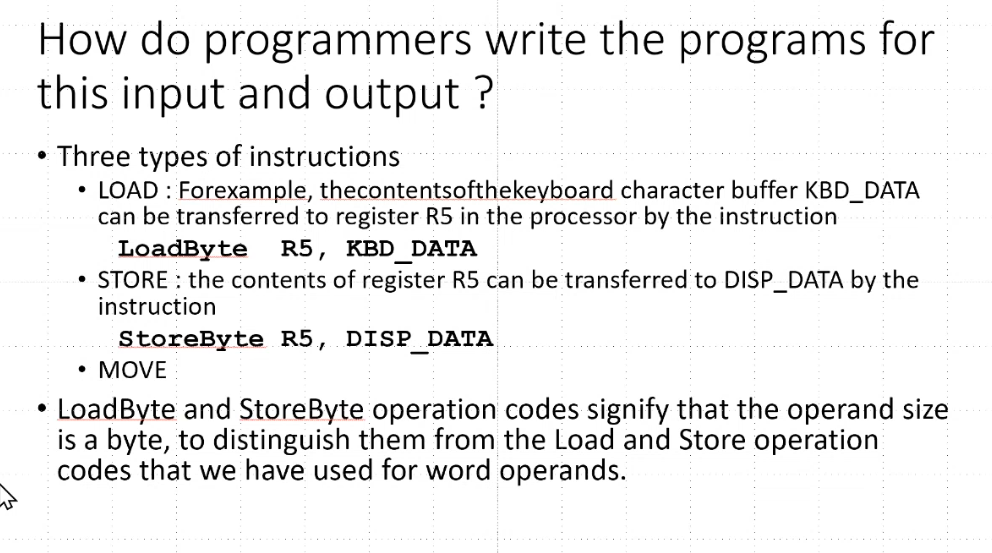 How do programmers write the programs for
this input and output ?
• Three types of instructions
• LOAD : Forexample, thecontentsofthekeyboard character buffer KBD_DATA
can be transferred to register R5 in the processor by the instruction
LoadByte R5, KBD_DATA
• STORE : the contents of register R5 can be transferred to DISP_DATA by the
instruction
StoreByte R5, DISP_DATA
• MOVE
• LoadByte and StoreByte operation codes signify that the operand size
is a byte, to distinguish them from the Load and Store operation
codes that we have used for word operands.